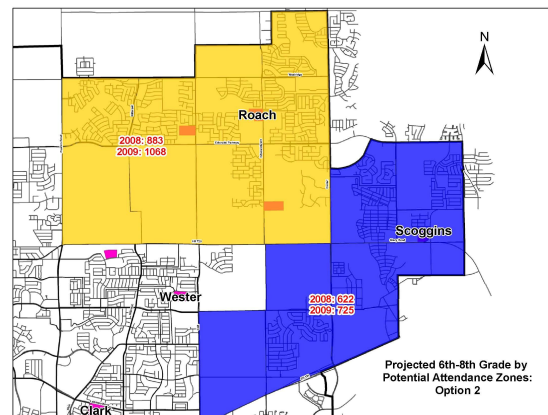 N
Roach
2008: 883
2009: 1068
Scoggins
Wester
2008: 622
2009: 725
Projected 6th-8th Grade by
Potential Attendance Zones:
Option 2
Clark